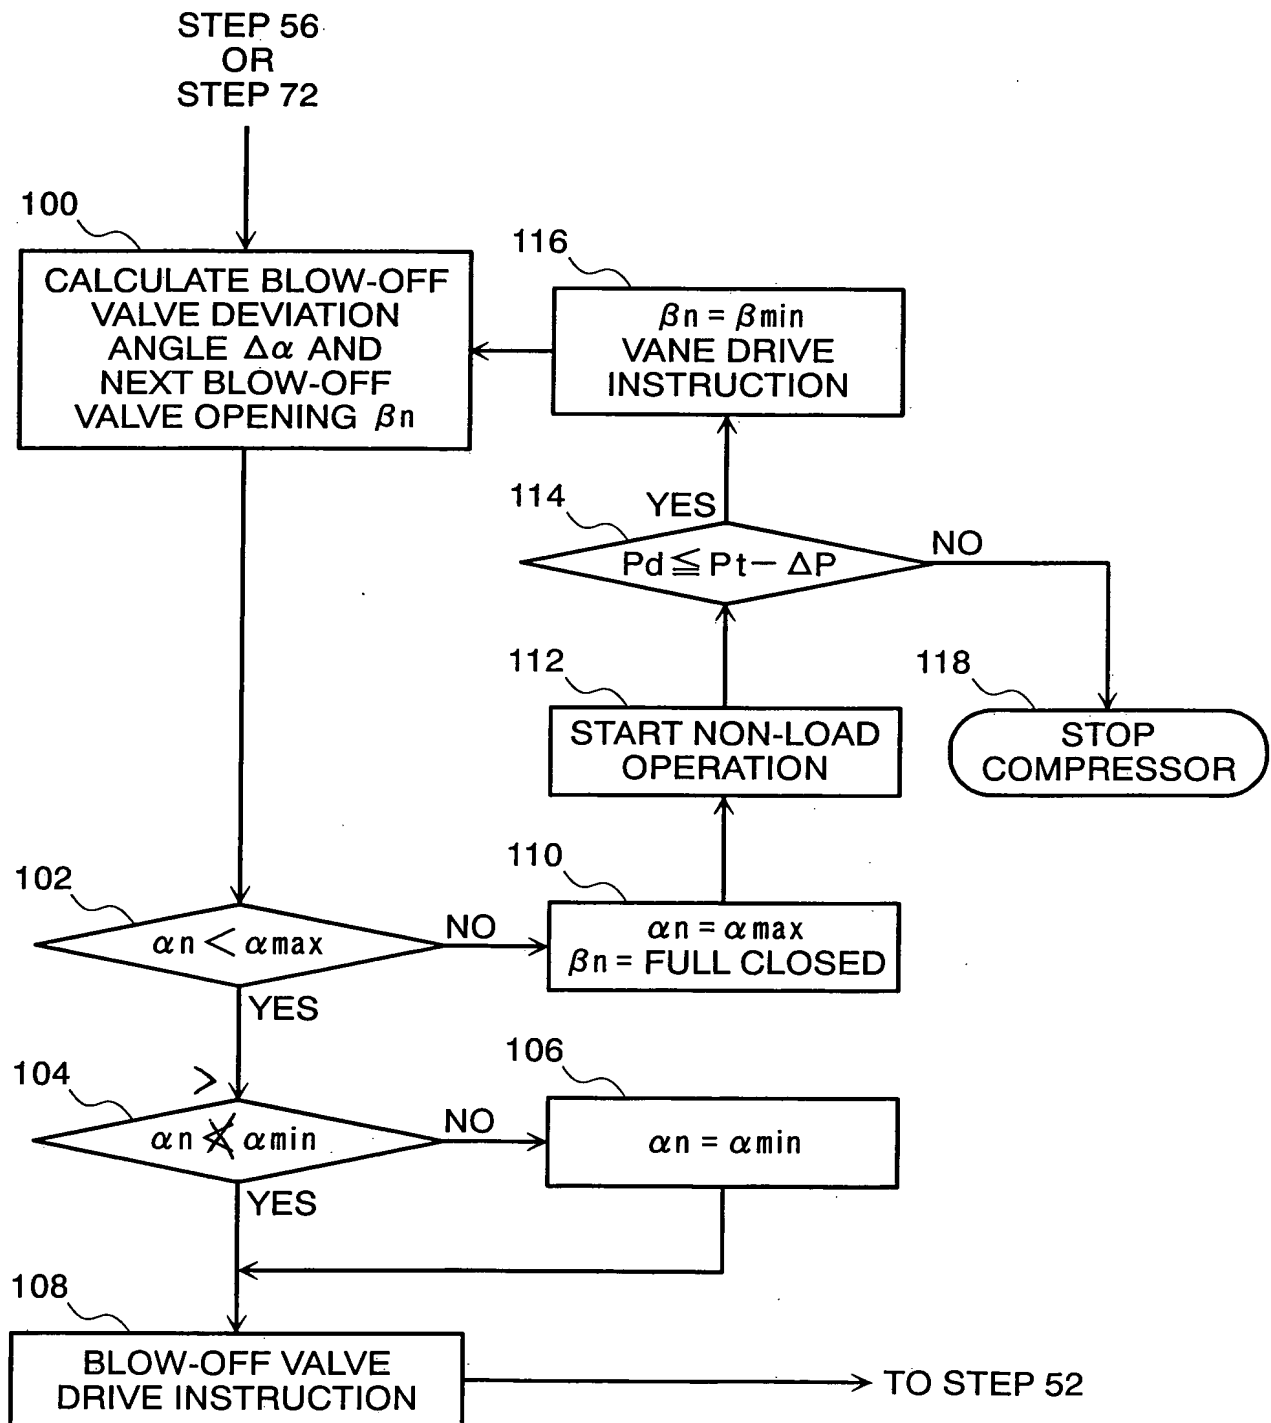 STEP 56
OR
STEP 72
100
CALCULATE BLOW-OFF
VALVE DEVIATION
ANGLE Δα AND
NEXT BLOW-OFF
VALVE OPENING βn
116
βn = βmin
VANE DRIVE
INSTRUCTION
114
YES
Pd ≦ Pt − ΔP
NO
112
START NON-LOAD
OPERATION
118
STOP
COMPRESSOR
110
αn = αmax
βn = FULL CLOSED
102
αn < αmax
NO
YES
104
>
αn < αmin
NO
YES
106
αn = αmin
108
BLOW-OFF VALVE
DRIVE INSTRUCTION
TO STEP 52